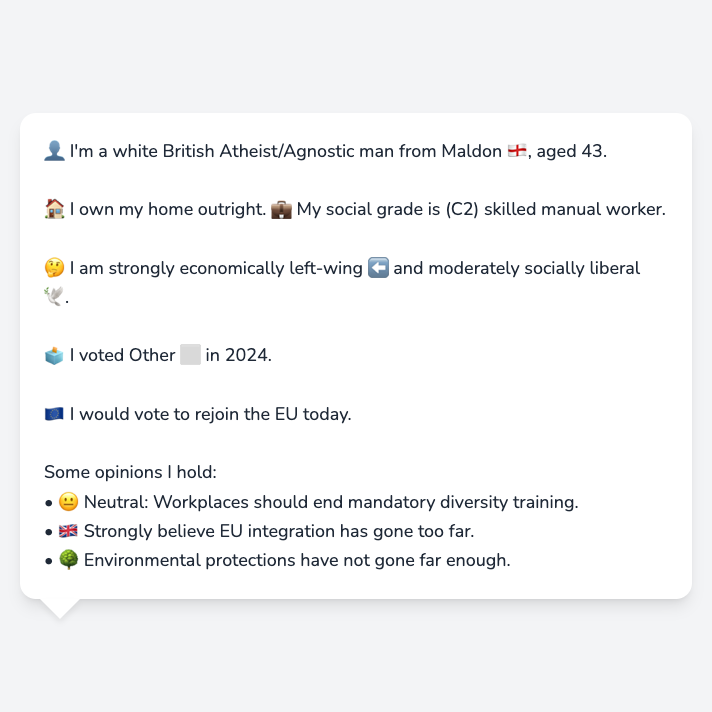 👤 I'm a white British Atheist/Agnostic man from Maldon 🏴󠁧󠁢󠁥󠁮󠁧󠁿, aged 43.
🏠 I own my home outright. 💼 My social grade is (C2) skilled manual worker.
🤔 I am strongly economically left-wing ⬅️ and moderately socially liberal
🕊️.
🗳️ I voted Other ⬜ in 2024.
🇪🇺 I would vote to rejoin the EU today.
Some opinions I hold:
• 😐 Neutral: Workplaces should end mandatory diversity training.
• 🇬🇧 Strongly believe EU integration has gone too far.
• 🌳 Environmental protections have not gone far enough.